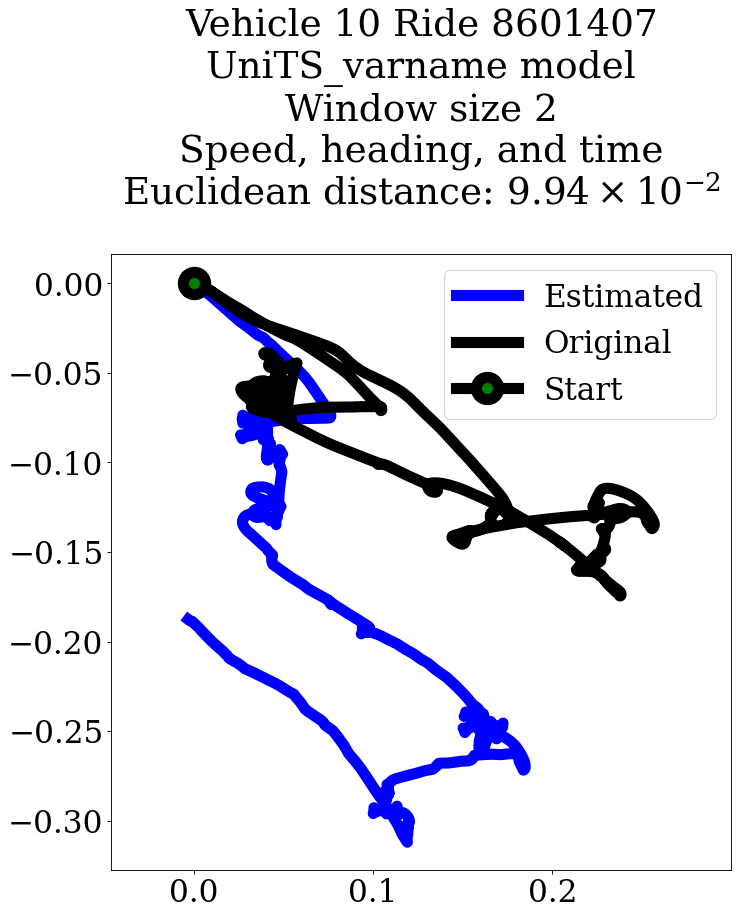 Vehicle 10 Ride 8601407
UniTS_varname model
Window size 2
Speed, heading, and time
Euclidean distance: 9.94 × 10⁻²
Estimated
Original
Start
0.00
−0.05
−0.10
−0.15
−0.20
−0.25
−0.30
0.0 0.1 0.2